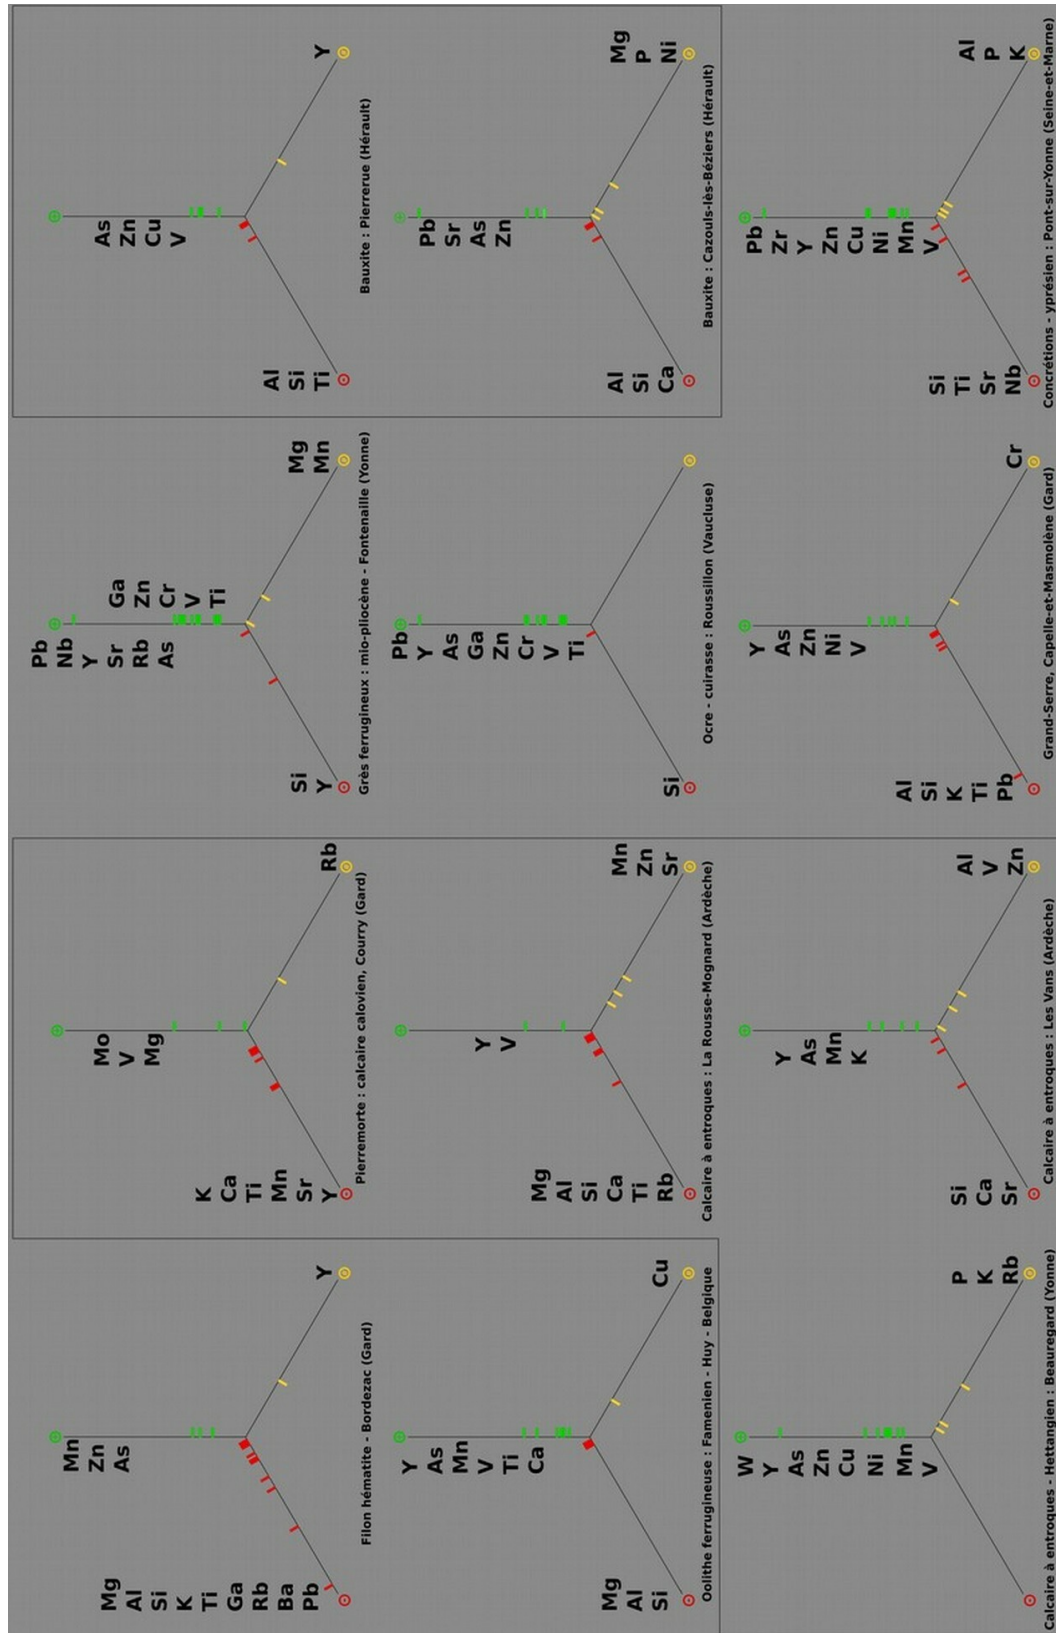 Mn
Zn
As
Mg
Al
Si
K
Ti
Ga
Rb
Ba
Pb
Y
Filon hématite - Bordezac (Gard)
Mo
V
Mg
K
Ca
Ti
Mn
Sr
Y
Rb
Pierremorte : calcaire calovien, Courry (Gard)
Pb
Nb
Y
Sr
Rb
As
Ga
Zn
Cr
V
Ti
Si
Y
Mg
Mn
Grès ferrugineux : mio-pliocène - Fontenaille (Yonne)
As
Zn
Cu
V
Al
Si
Ti
Y
Bauxite : Pierrerue (Hérault)
Y
As
Mn
V
Ti
Ca
Mg
Al
Si
Cu
Oolithe ferrugineuse : Famenien - Huy - Belgique
Y
V
Mg
Al
Si
Ca
Ti
Rb
Mn
Zn
Sr
Calcaire à entroques : La Rousse-Mognard (Ardèche)
Pb
Y
As
Ga
Zn
Cr
V
Ti
Si
Ocre - cuirasse : Roussillon (Vaucluse)
Pb
Sr
As
Zn
Al
Si
Ca
Mg
P
Ni
Bauxite : Cazouls-lès-Béziers (Hérault)
W
Y
As
Zn
Cu
Ni
Mn
V
P
K
Rb
Calcaire à entroques - Hettangien : Beauregard (Yonne)
Y
As
Mn
K
Si
Ca
Sr
Al
V
Zn
Calcaire à entroques : Les Vans (Ardèche)
Y
As
Zn
Ni
V
Al
Si
K
Ti
Pb
Cr
Grand-Serre, Capelle-et-Masmolène (Gard)
Pb
Zr
Y
Zn
Cu
Ni
Mn
V
Si
Ti
Sr
Nb
Al
P
K
Concrétions - yprésien : Pont-sur-Yonne (Seine-et-Marne)